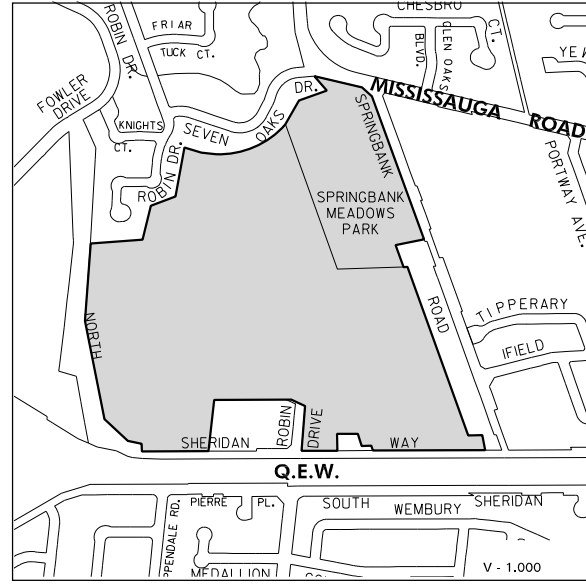 CHESBRO
CT.
FRIAR
TUCK CT.
ROBIN DR.
GLEN OAKS
BLVD.
FOWLER
DRIVE
DR.
MISSISSAUGA ROAD
KNIGHTS
CT.
SEVEN OAKS
ROBIN DR.
SPRINGBANK
PORTWAY AVE.
SPRINGBANK
MEADOWS
PARK
NORTH
ROAD
TIPPERARY
IFIELD
SHERIDAN
ROBIN
DRIVE
WAY
Q.E.W.
PIERRE PL.
SOUTH
WEMBURY
SHERIDAN
PPENDALE RD.
MEDALLION
V - 1.000